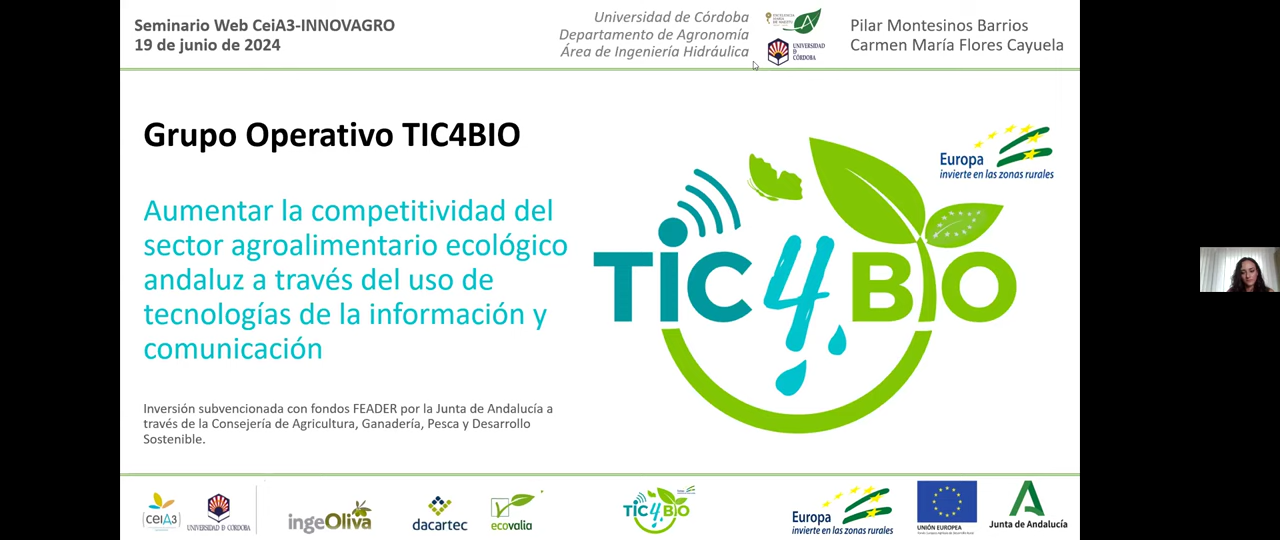 Seminario Web CeiA3-INNOVAGRO
19 de junio de 2024
Universidad de Córdoba
Departamento de Agronomía
Área de Ingeniería Hidráulica
UNIVERSIDAD
D
CÓRDOBA
Pilar Montesinos Barrios
Carmen María Flores Cayuela
Grupo Operativo TIC4BIO
Aumentar la competitividad del
sector agroalimentario ecológico
andaluz a través del uso de
tecnologías de la información y
comunicación
Inversión subvencionada con fondos FEADER por la Junta de Andalucía a
través de la Consejería de Agricultura, Ganadería, Pesca y Desarrollo
Sostenible.
Europa
invierte en las zonas rurales
TIC4BIO
ceiA3
UNIVERSIDAD D CÓRDOBA
ingeOliva
dacartec
ecovalia
TIC4BIO
Europa
invierte en las zonas rurales
UNIÓN EUROPEA
Junta de Andalucía